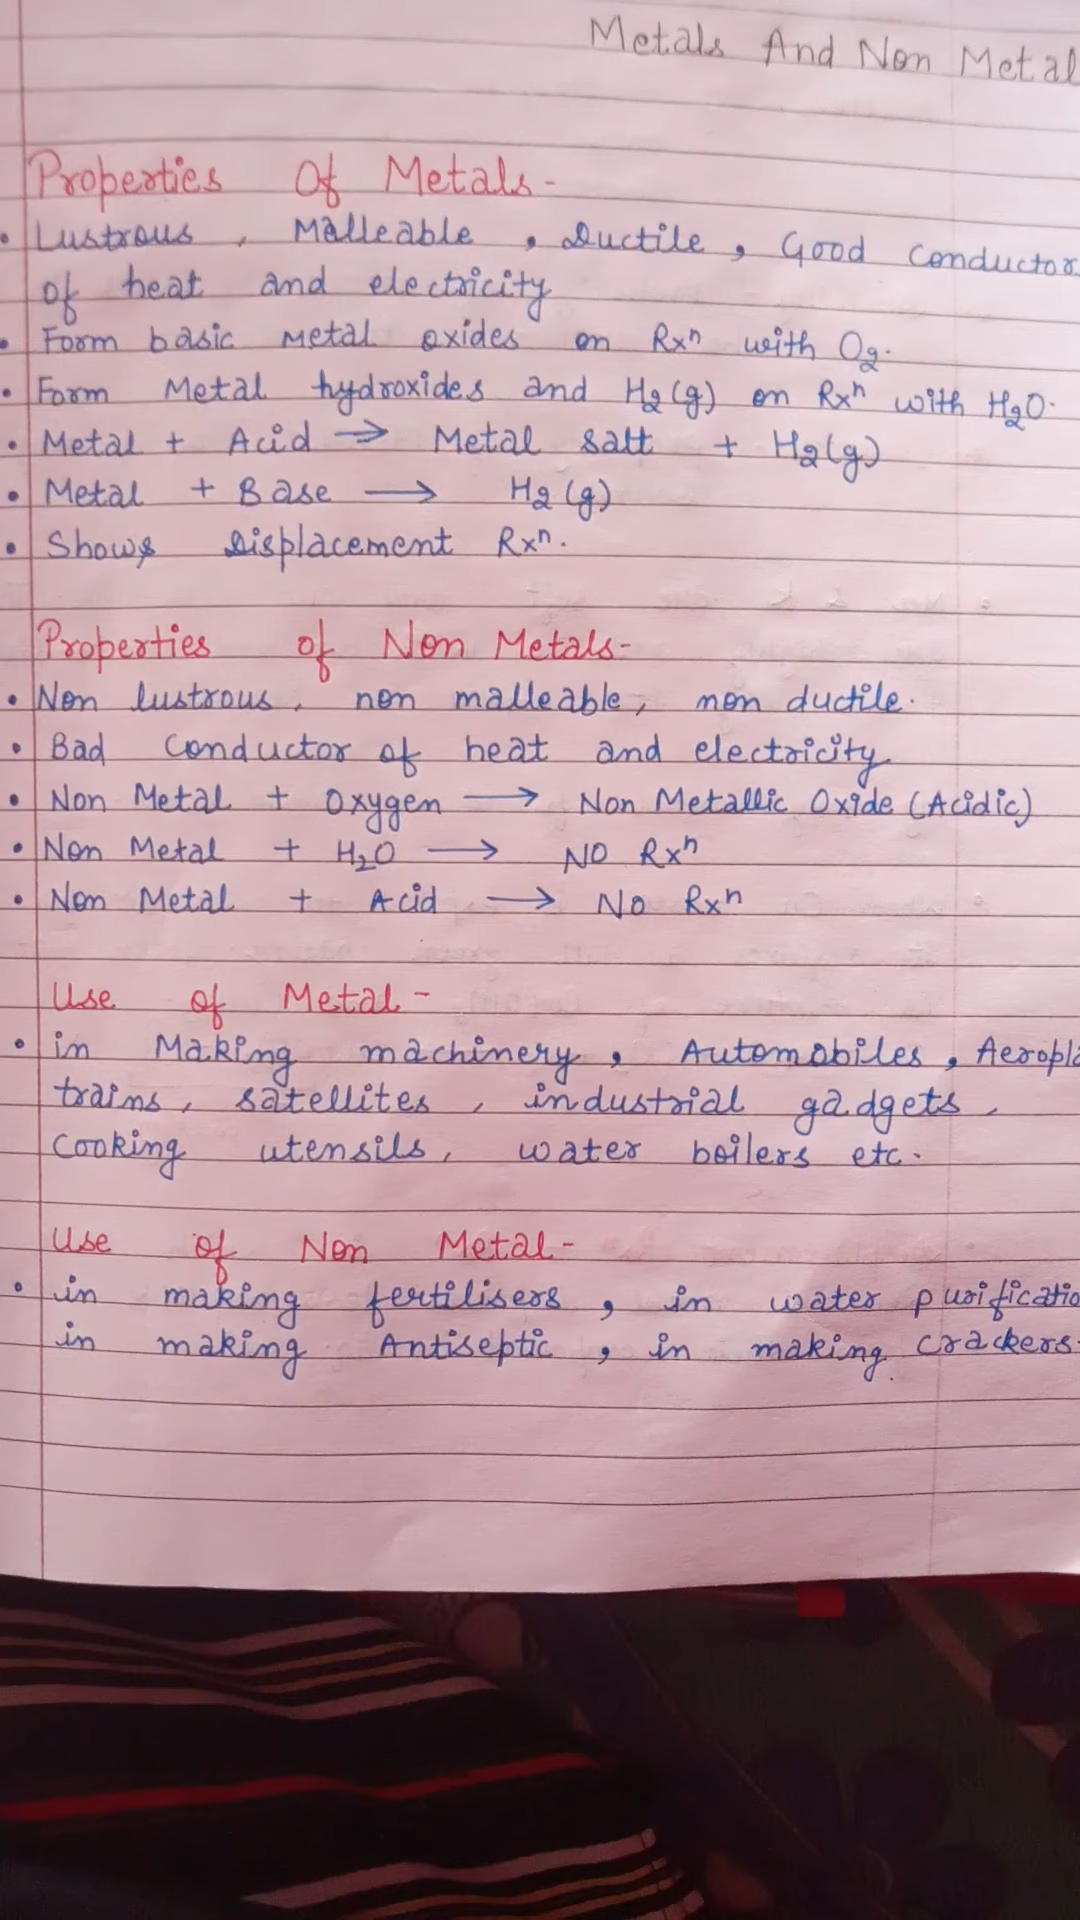 Metals And Non Metal
Properties Of Metals-
• Lustrous, Malleable, Ductile, Good Conductor
of heat and electricity
• Form basic metal oxides on Rxⁿ with O₂.
• Form Metal hydroxides and H₂(g) on Rxⁿ with H₂O.
• Metal + Acid → Metal salt + H₂(g)
• Metal + Base → H₂(g)
• Shows Displacement Rxⁿ.
Properties of Non Metals-
• Non lustrous, non malleable, non ductile.
• Bad Conductor of heat and electricity
• Non Metal + Oxygen → Non Metallic Oxide (Acidic)
• Non Metal + H₂O → NO Rxⁿ
• Non Metal + Acid → No Rxⁿ
Use of Metal-
• in Making machinery, Automobiles, Aeropla
trains, satellites, industrial gadgets,
Cooking utensils, water boilers etc.
Use of Non Metal-
• in making fertilisers, in water purificatio
in making Antiseptic, in making crackers.